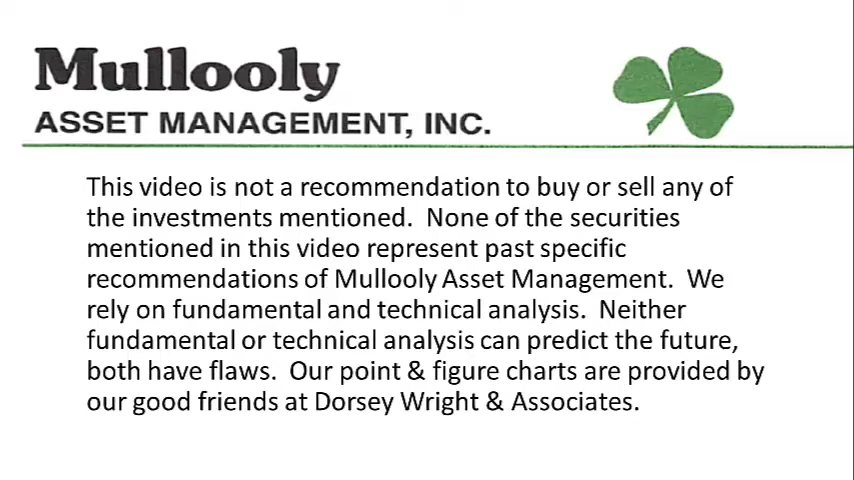 Mullooly
ASSET MANAGEMENT, INC.
This video is not a recommendation to buy or sell any of
the investments mentioned.  None of the securities
mentioned in this video represent past specific
recommendations of Mullooly Asset Management.  We
rely on fundamental and technical analysis.  Neither
fundamental or technical analysis can predict the future,
both have flaws.  Our point & figure charts are provided by
our good friends at Dorsey Wright & Associates.